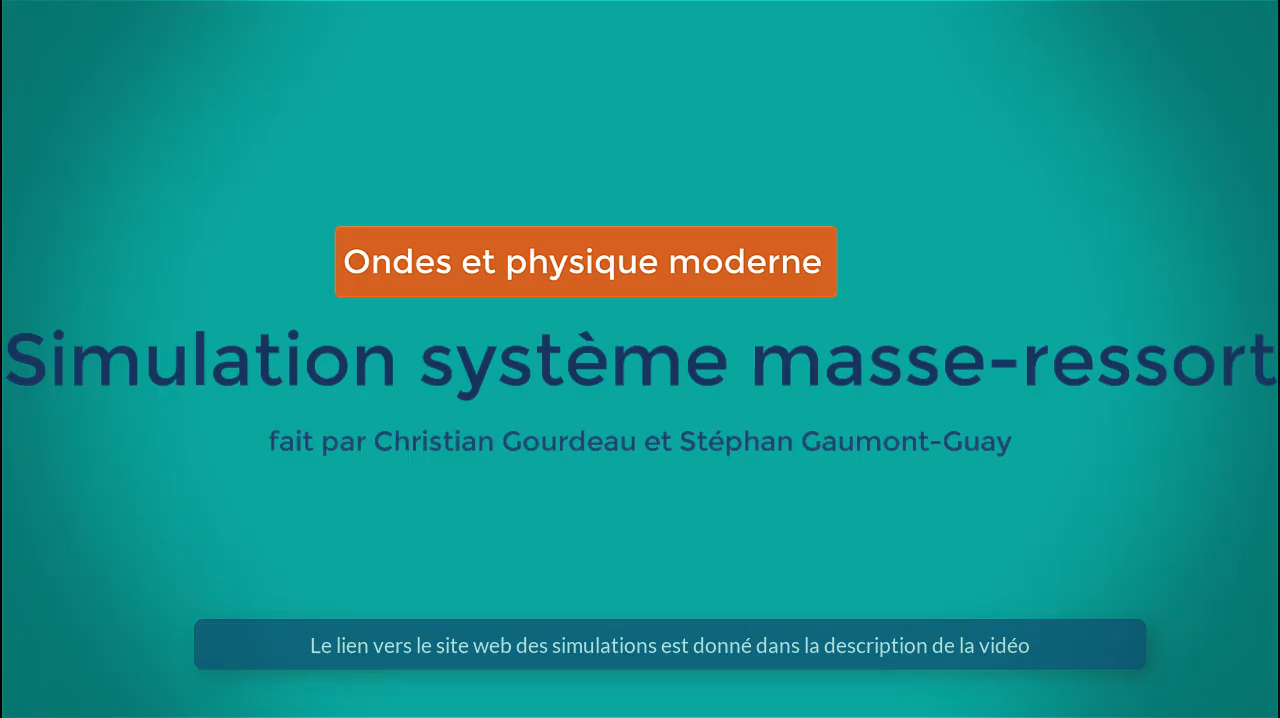 Ondes et physique moderne
Simulation système masse-ressort
fait par Christian Gourdeau et Stéphan Gaumont-Guay
Le lien vers le site web des simulations est donné dans la description de la vidéo